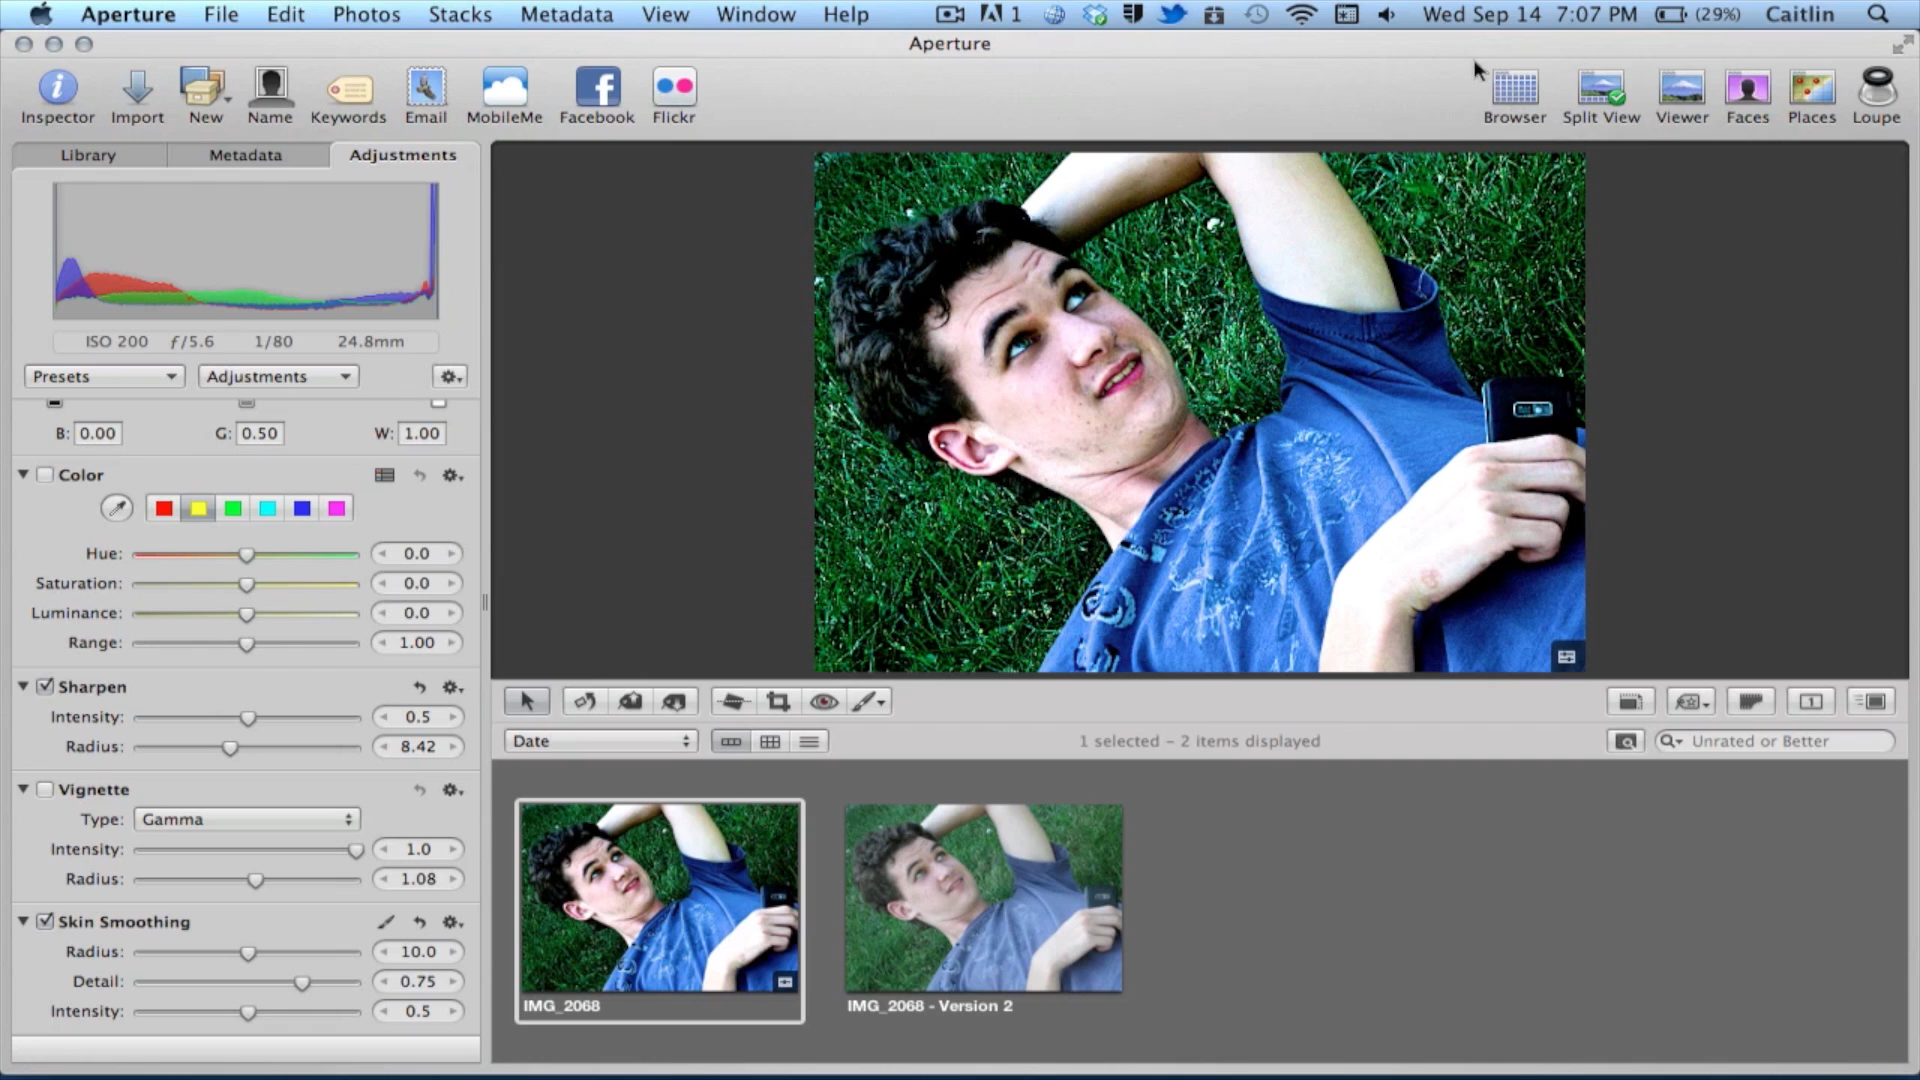 Aperture File Edit Photos Stacks Metadata View Window Help 1 Wed Sep 14 7:07 PM (29%) Caitlin
Aperture
Inspector Import New Name Keywords Email MobileMe Facebook Flickr Browser Split View Viewer Faces Places Loupe
Library Metadata Adjustments
ISO 200 ƒ/5.6 1/80 24.8mm
Presets Adjustments
B: 0.00 G: 0.50 W: 1.00
Color
Hue: 0.0
Saturation: 0.0
Luminance: 0.0
Range: 1.00
Sharpen
Intensity: 0.5
Radius: 8.42
Vignette
Type: Gamma
Intensity: 1.0
Radius: 1.08
Skin Smoothing
Radius: 10.0
Detail: 0.75
Intensity: 0.5
1
Date 1 selected – 2 items displayed Unrated or Better
IMG_2068 IMG_2068 - Version 2